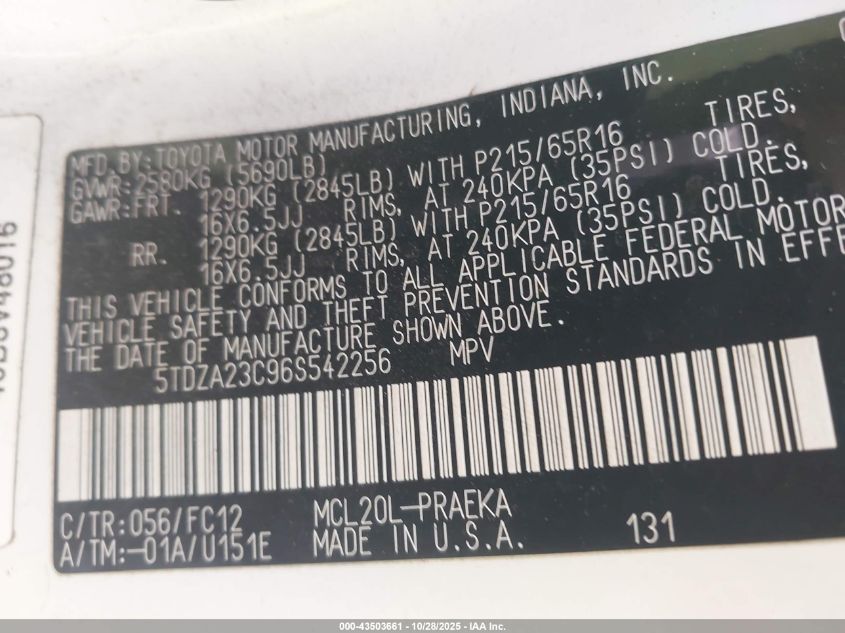 MFD. BY: TOYOTA MOTOR MANUFACTURING, INDIANA, INC.
GVWR: 2580KG (5690LB)
GAWR: FRT. 1290KG (2845LB) WITH P215/65R16 TIRES,
16X6.5JJ RIMS, AT 240KPA (35PSI) COLD.
RR. 1290KG (2845LB) WITH P215/65R16 TIRES,
16X6.5JJ RIMS, AT 240KPA (35PSI) COLD.
THIS VEHICLE CONFORMS TO ALL APPLICABLE FEDERAL MOTOR
VEHICLE SAFETY AND THEFT PREVENTION STANDARDS IN EFFE
THE DATE OF MANUFACTURE SHOWN ABOVE.
5TDZA23C96S542256 MPV
C/TR: 056/FC12 MCL20L-PRAEKA
A/TM: -01A/U151E MADE IN U.S.A. 131
000-43503661 | 10/28/2025 - IAA Inc.